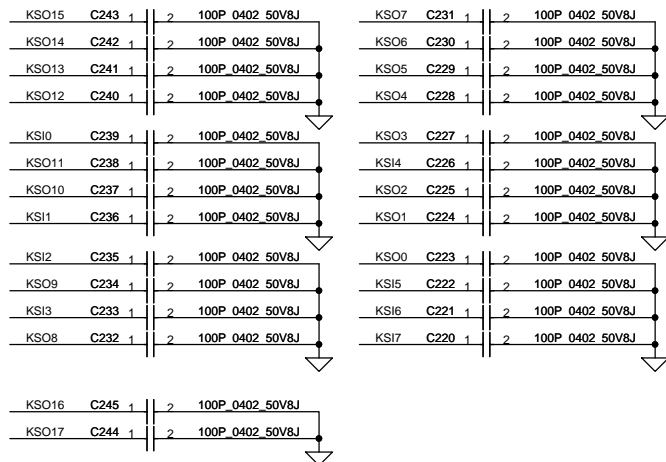 KSO15 C243 1 2 100P_0402_50V8J
KSO14 C242 1 2 100P_0402_50V8J
KSO13 C241 1 2 100P_0402_50V8J
KSO12 C240 1 2 100P_0402_50V8J
KSI0 C239 1 2 100P_0402_50V8J
KSO11 C238 1 2 100P_0402_50V8J
KSO10 C237 1 2 100P_0402_50V8J
KSI1 C236 1 2 100P_0402_50V8J
KSI2 C235 1 2 100P_0402_50V8J
KSO9 C234 1 2 100P_0402_50V8J
KSI3 C233 1 2 100P_0402_50V8J
KSO8 C232 1 2 100P_0402_50V8J
KSO16 C245 1 2 100P_0402_50V8J
KSO17 C244 1 2 100P_0402_50V8J
KSO7 C231 1 2 100P_0402_50V8J
KSO6 C230 1 2 100P_0402_50V8J
KSO5 C229 1 2 100P_0402_50V8J
KSO4 C228 1 2 100P_0402_50V8J
KSO3 C227 1 2 100P_0402_50V8J
KSI4 C226 1 2 100P_0402_50V8J
KSO2 C225 1 2 100P_0402_50V8J
KSO1 C224 1 2 100P_0402_50V8J
KSO0 C223 1 2 100P_0402_50V8J
KSI5 C222 1 2 100P_0402_50V8J
KSI6 C221 1 2 100P_0402_50V8J
KSI7 C220 1 2 100P_0402_50V8J